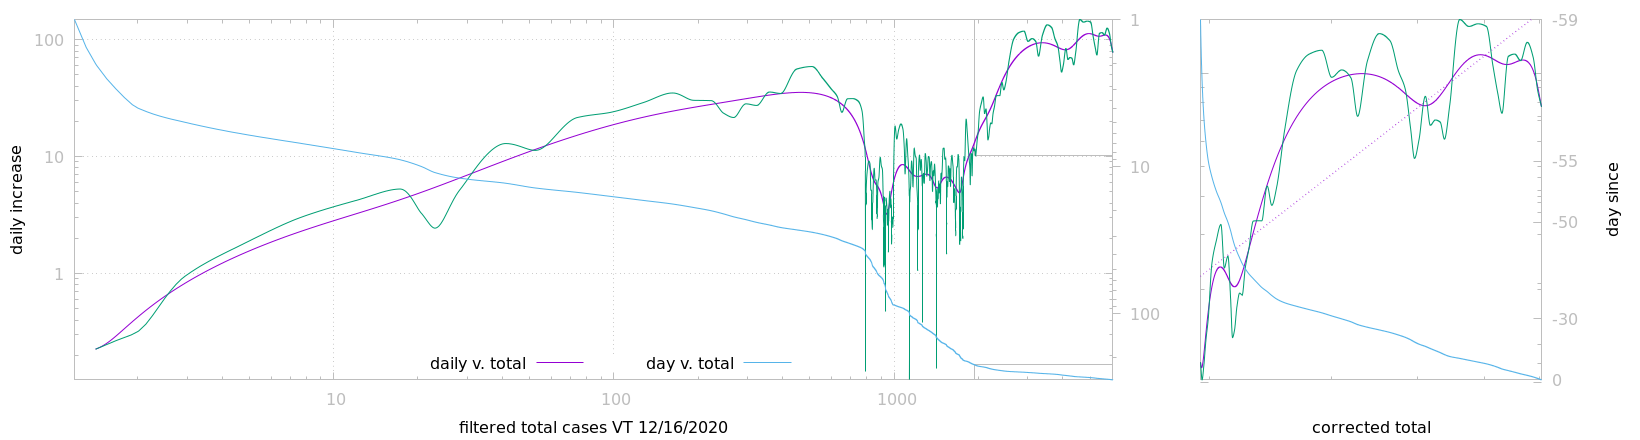 100
10
1
daily increase
daily v. total
day v. total
10
100
1000
filtered total cases VT 12/16/2020
1
10
100
-59
-55
-50
-30
0
day since
corrected total